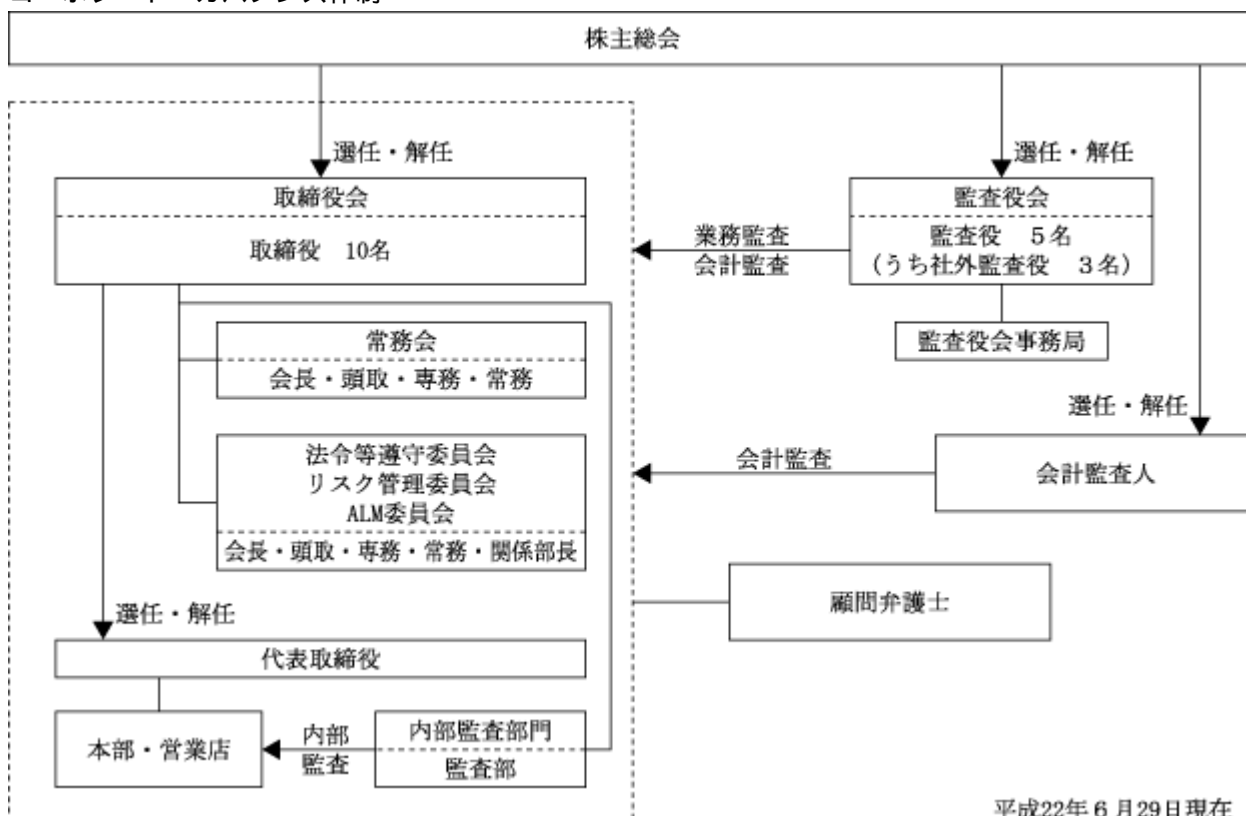 株主総会
選任・解任
選任・解任
取締役会
取締役 10名
監査役会
監査役 5名
(うち社外監査役 3名)
業務監査
会計監査
監査役会事務局
常務会
会長・頭取・専務・常務
選任・解任
法令等遵守委員会
リスク管理委員会
ALM委員会
会長・頭取・専務・常務・関係部長
会計監査
会計監査人
顧問弁護士
選任・解任
代表取締役
本部・営業店
内部
監査
内部監査部門
監査部
平成22年6月29日現在